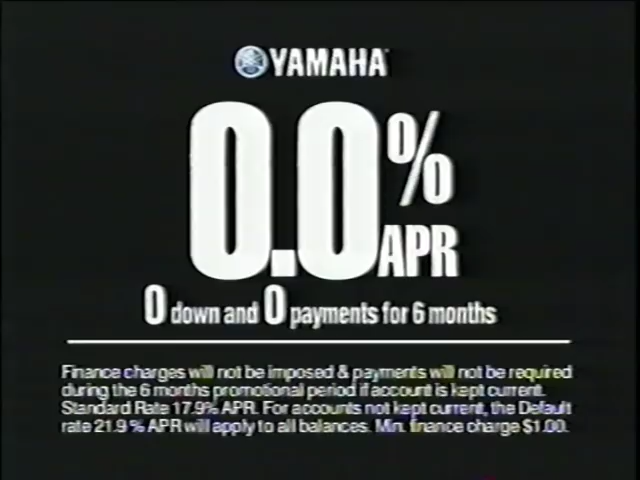 YAMAHA
0.0% APR
0 down and 0 payments for 6 months
Finance charges will not be imposed & payments will not be required
during the 6 months promotional period if account is kept current.
Standard Rate 17.9% APR. For accounts not kept current, the Default
rate 21.9% APR will apply to all balances. Min. finance charge $1.00.